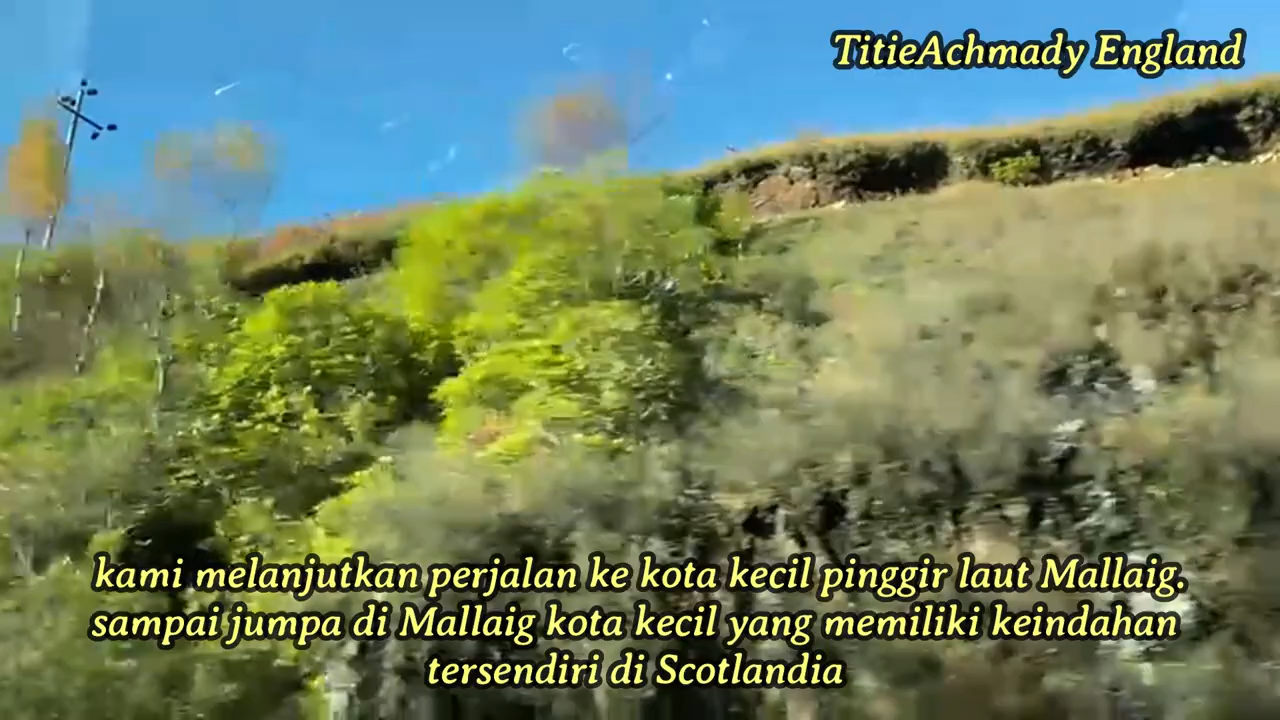 TitieAchmady England
kami melanjutkan perjalan ke kota kecil pinggir laut Mallaig.
sampai jumpa di Mallaig kota kecil yang memiliki keindahan
tersendiri di Scotlandia